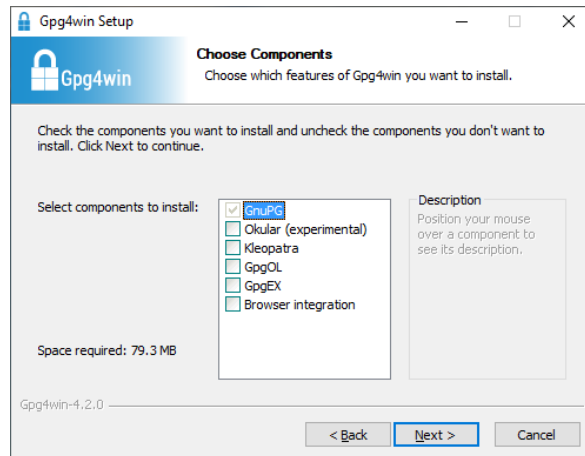 Gpg4win Setup
Gpg4win
Choose Components
Choose which features of Gpg4win you want to install.
Check the components you want to install and uncheck the components you don't want to
install. Click Next to continue.
Select components to install:
GnuPG
Okular (experimental)
Kleopatra
GpgOL
GpgEX
Browser integration
Description
Position your mouse
over a component to
see its description.
Space required: 79.3 MB
Gpg4win-4.2.0
< Back
Next >
Cancel